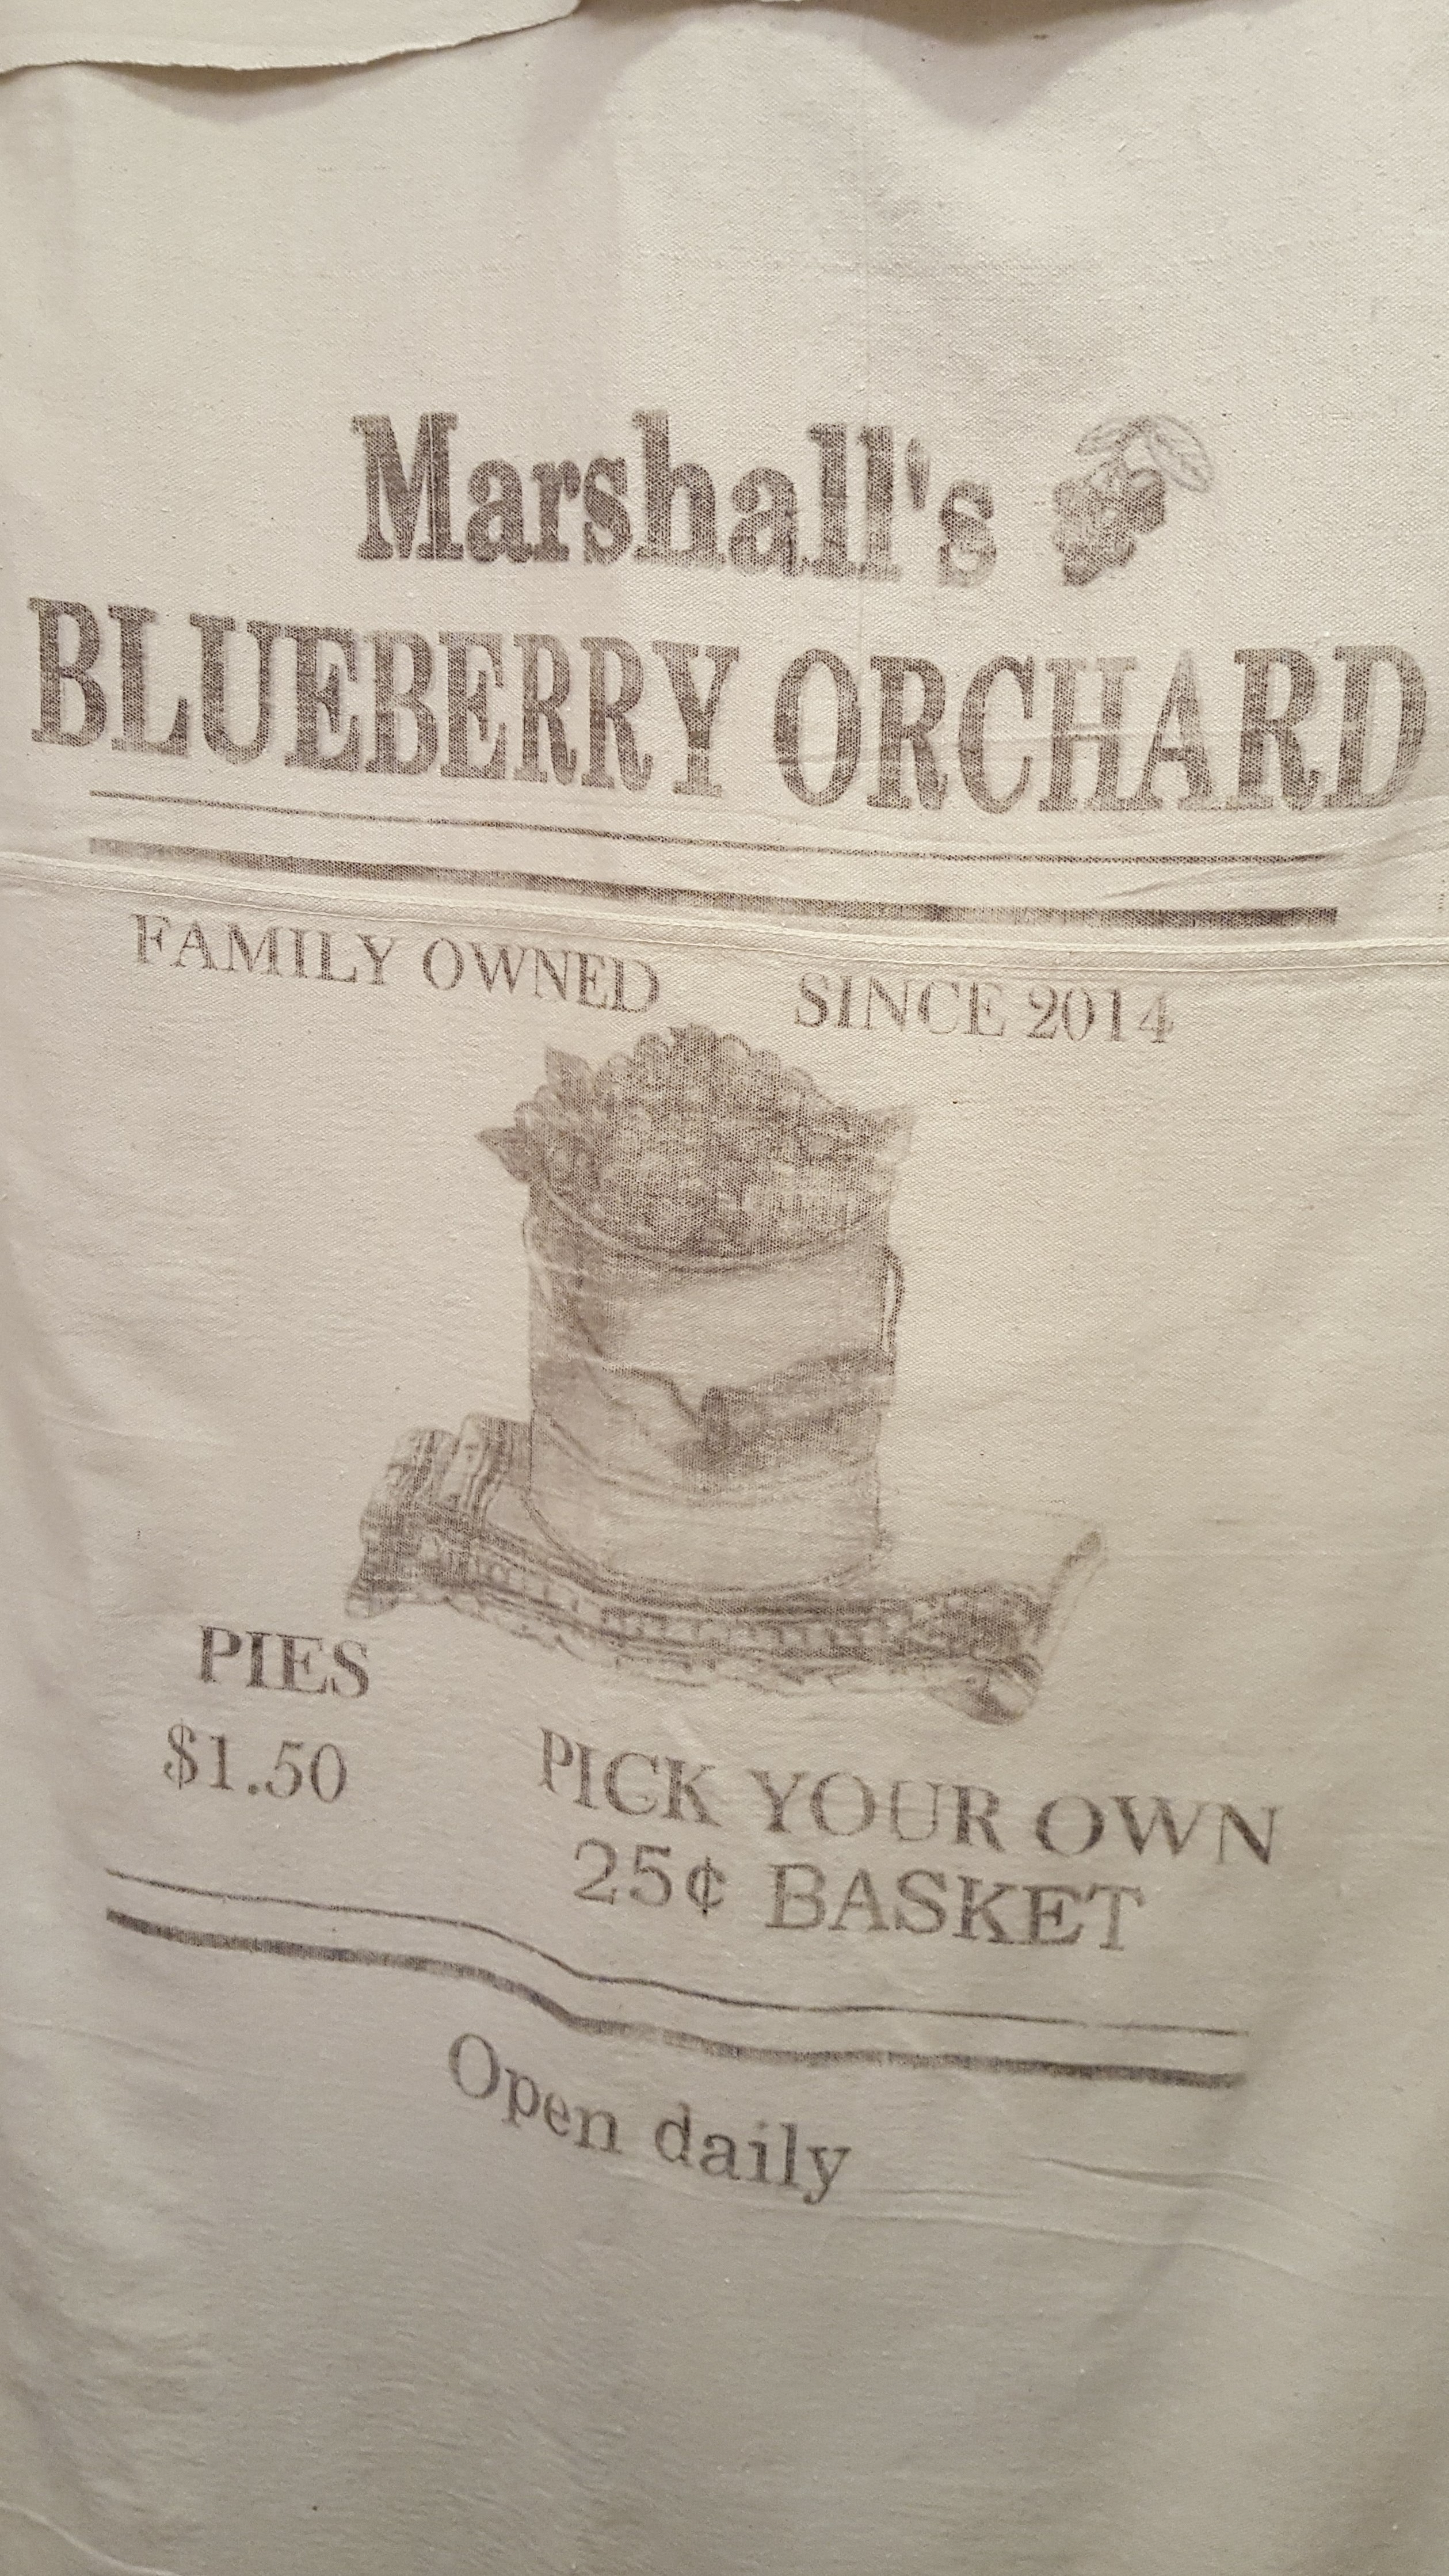 Marshall's
BLUEBERRY ORCHARD
FAMILY OWNED SINCE 2014
PIES
$1.50
PICK YOUR OWN
25¢ BASKET
Open daily